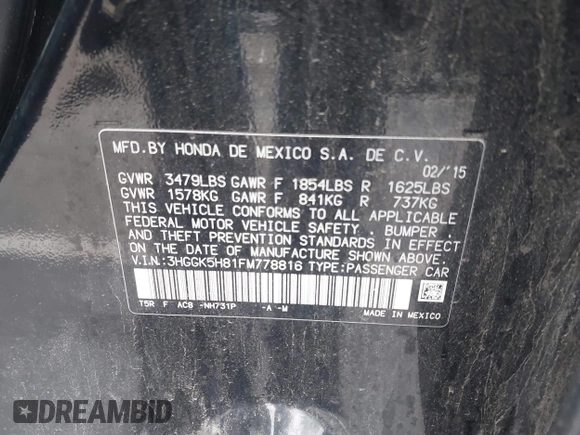 MFD.BY HONDA DE MEXICO S.A. DE C.V.
02/'15
GVWR 3479LBS GAWR F 1854LBS R 1625LBS
GVWR 1578KG GAWR F 841KG R 737KG
THIS VEHICLE CONFORMS TO ALL APPLICABLE
FEDERAL MOTOR VEHICLE SAFETY , BUMPER ,
AND THEFT PREVENTION STANDARDS IN EFFECT
ON THE DATE OF MANUFACTURE SHOWN ABOVE.
V.I.N.:3HGGK5H81FM778816 TYPE:PASSENGER CAR
T5R F AC8 -NH731P -A -M
MADE IN MEXICO
DREAMBID